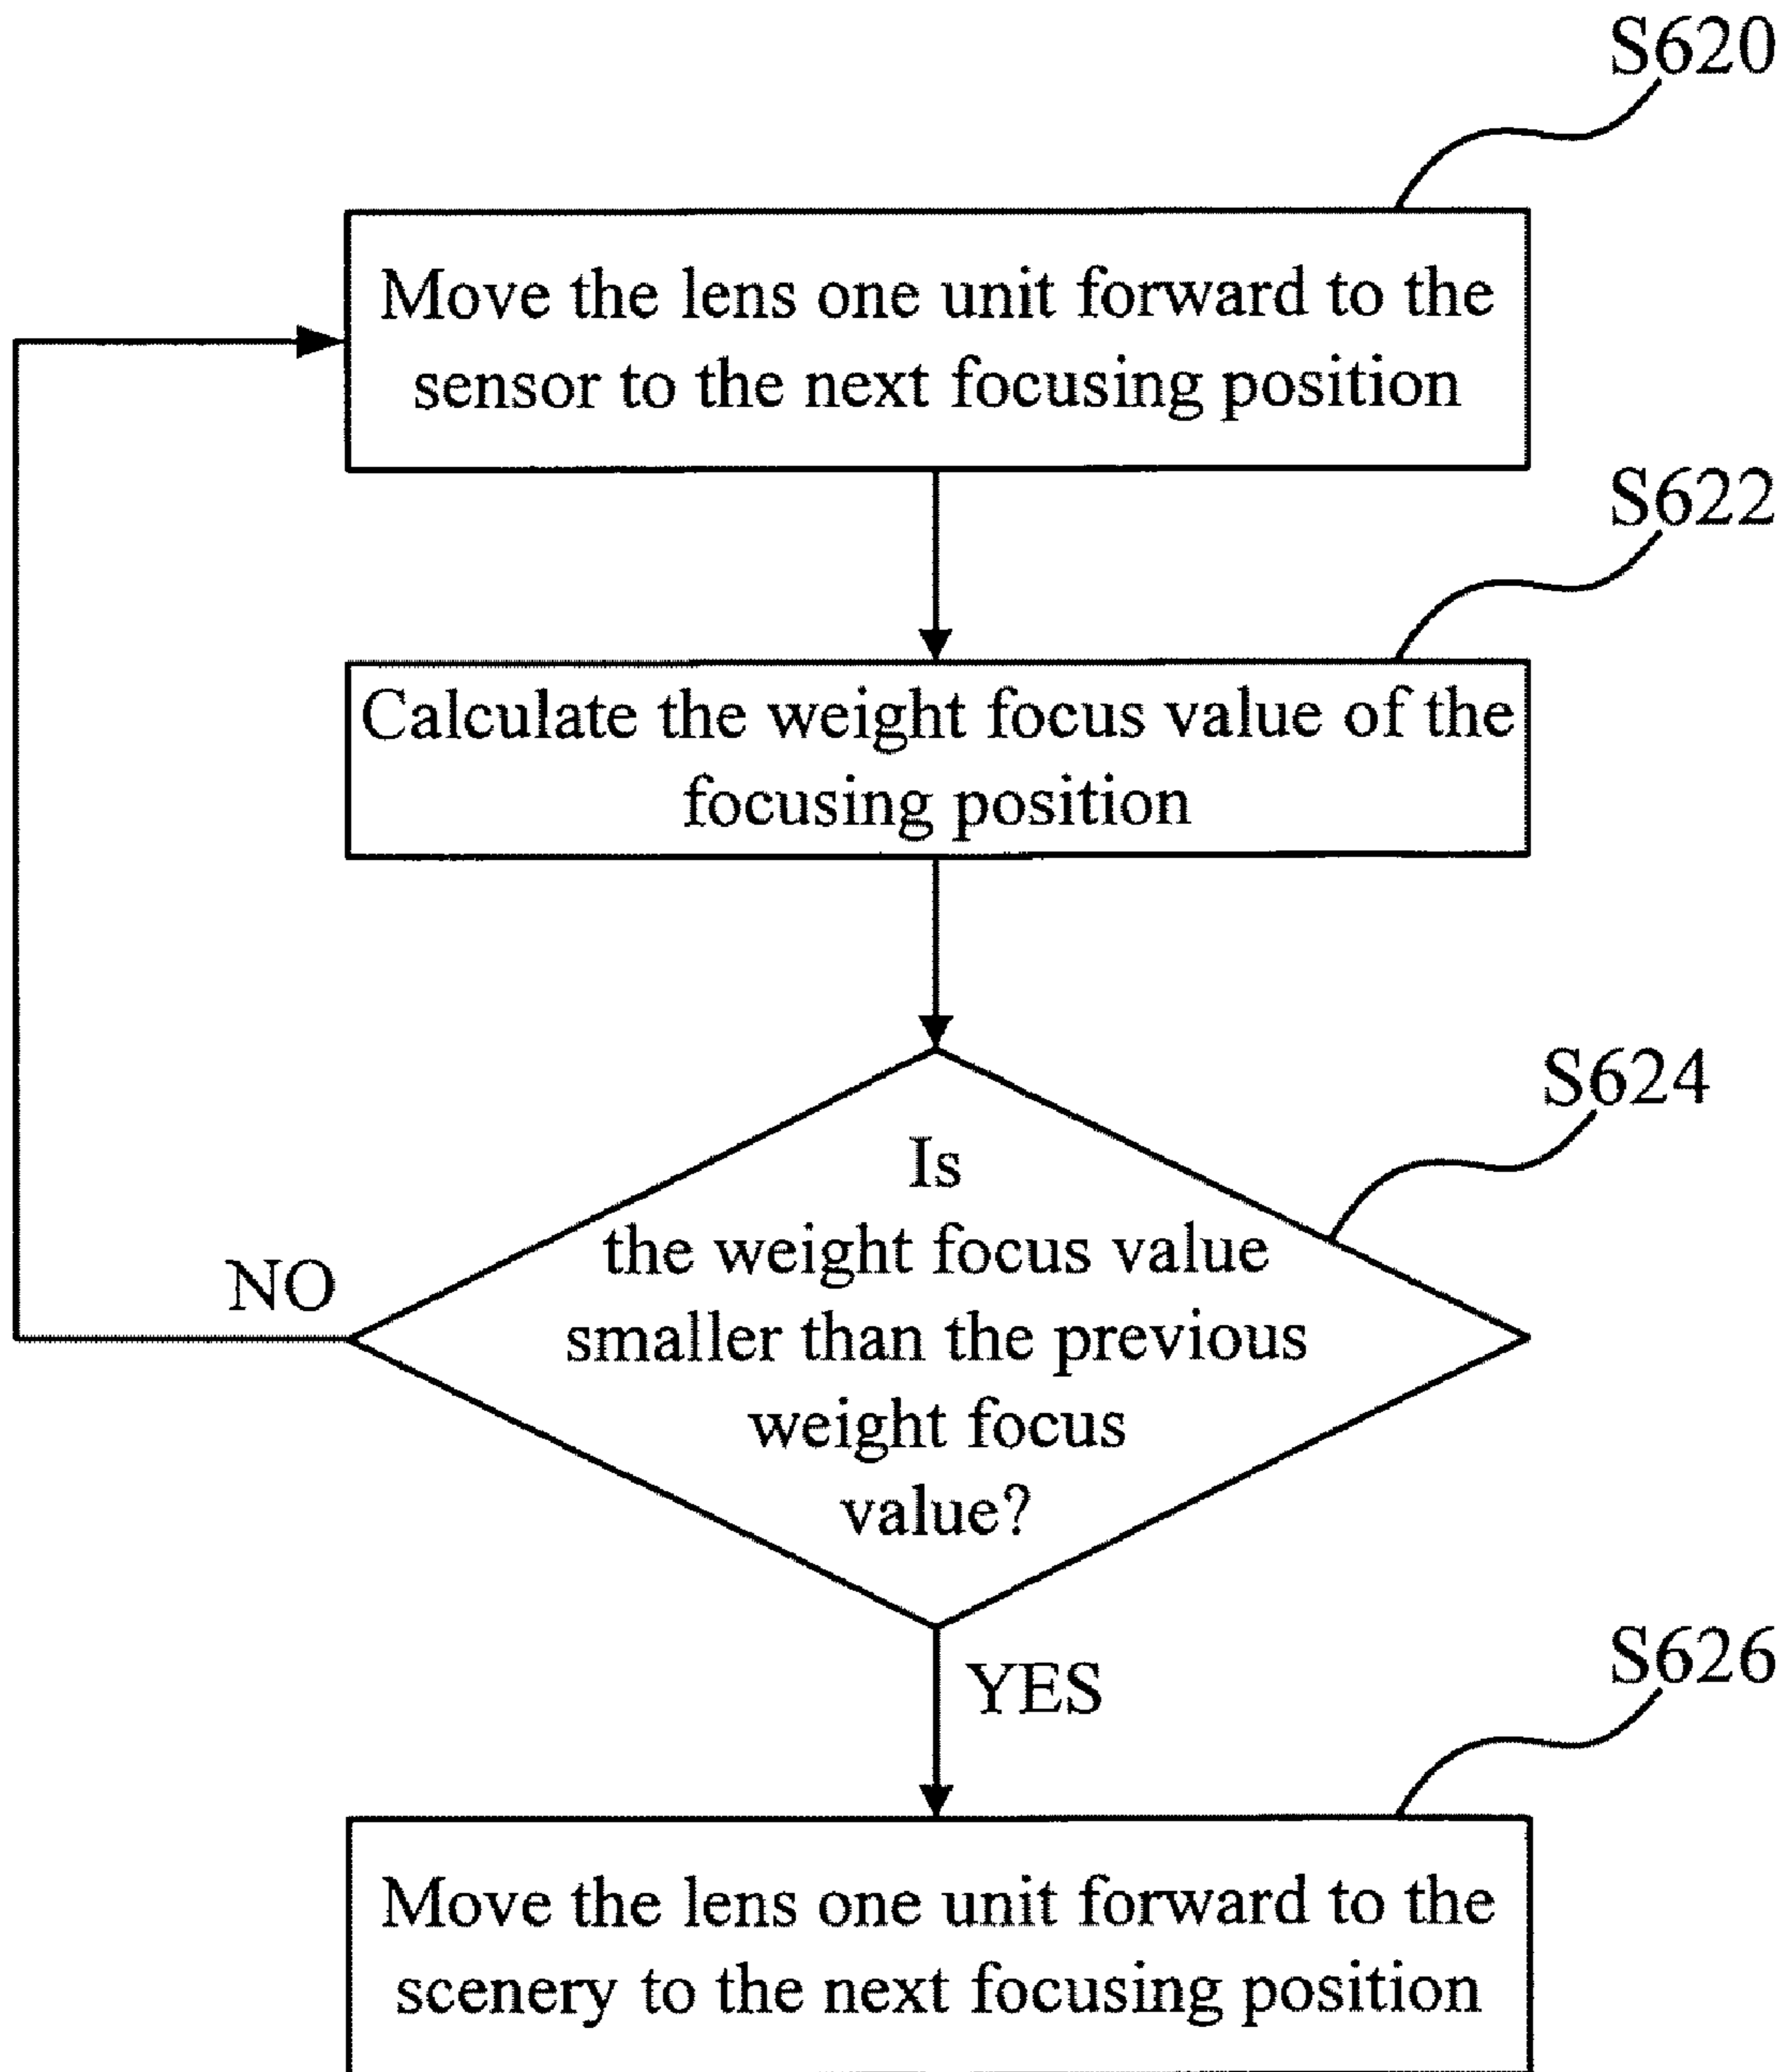 S620
Move the lens one unit forward to the
sensor to the next focusing position
S622
Calculate the weight focus value of the
focusing position
S624
Is
the weight focus value
smaller than the previous
weight focus
value?
NO
YES
S626
Move the lens one unit forward to the
scenery to the next focusing position